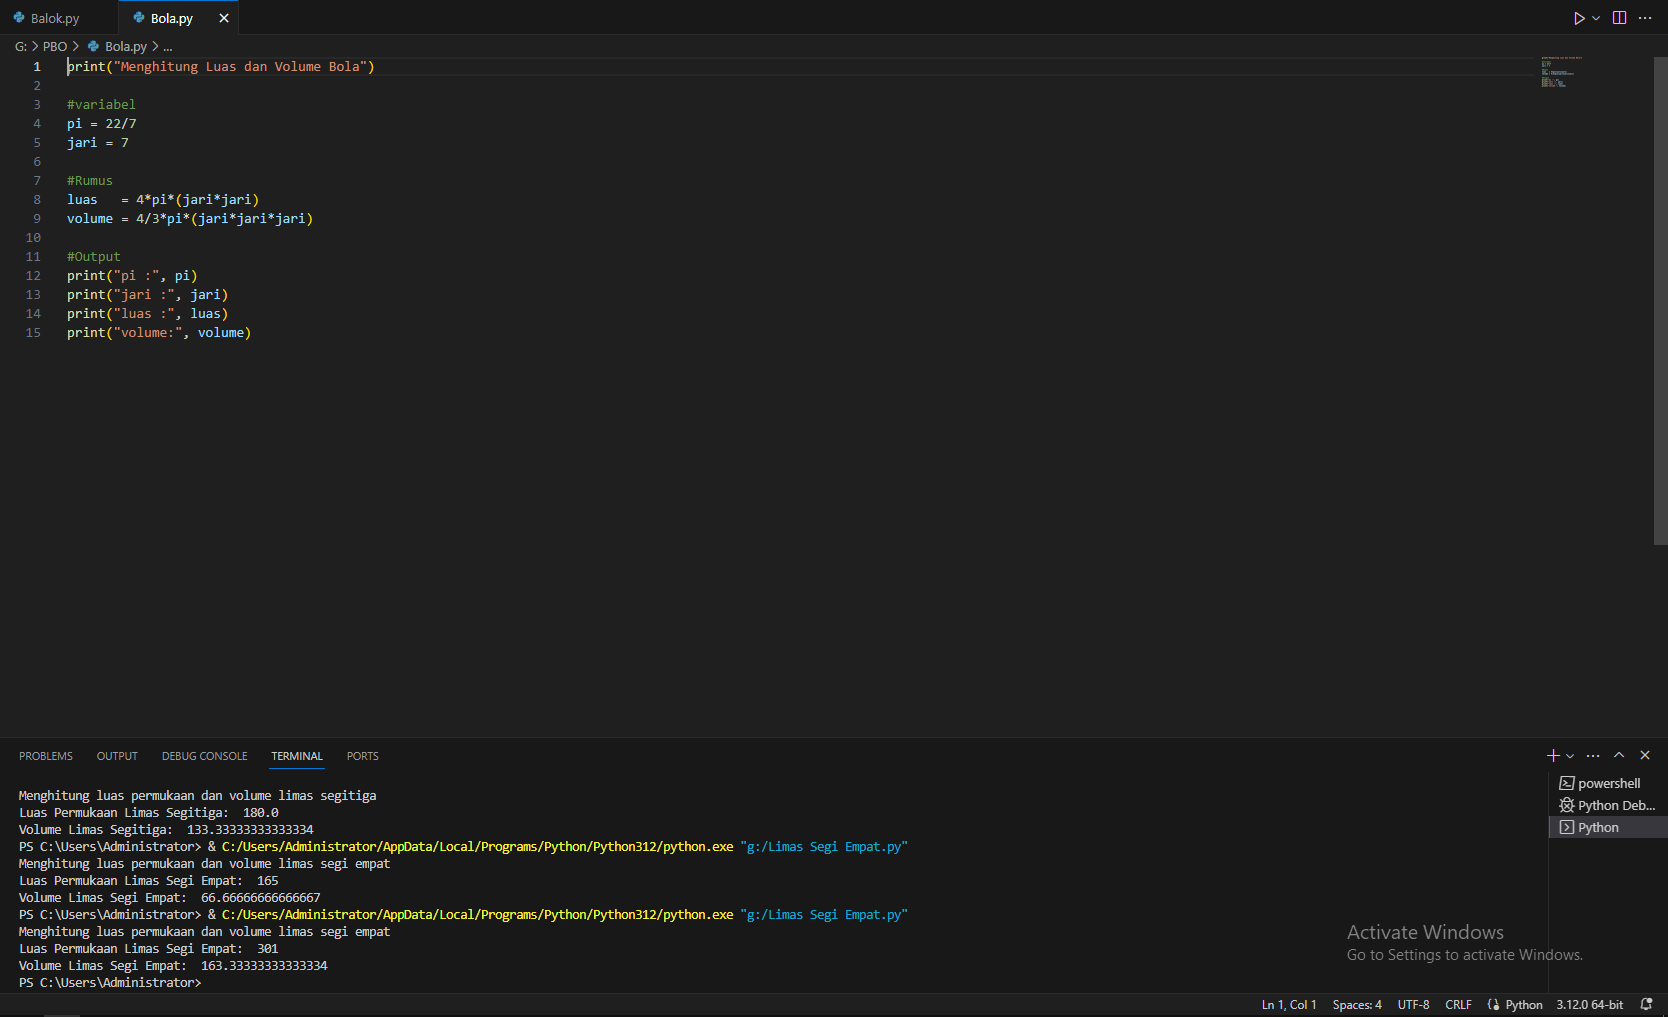 Balok.py
Bola.py
G: > PBO > Bola.py > ...
1 print("Menghitung Luas dan Volume Bola")
2
3 #variabel
4 pi = 22/7
5 jari = 7
6
7 #Rumus
8 luas   = 4*pi*(jari*jari)
9 volume = 4/3*pi*(jari*jari*jari)
10
11 #Output
12 print("pi :", pi)
13 print("jari :", jari)
14 print("luas :", luas)
15 print("volume:", volume)
PROBLEMS OUTPUT DEBUG CONSOLE TERMINAL PORTS
Menghitung luas permukaan dan volume limas segitiga
Luas Permukaan Limas Segitiga:  180.0
Volume Limas Segitiga:  133.33333333333334
PS C:\Users\Administrator> & C:/Users/Administrator/AppData/Local/Programs/Python/Python312/python.exe "g:/Limas Segi Empat.py"
Menghitung luas permukaan dan volume limas segi empat
Luas Permukaan Limas Segi Empat:  165
Volume Limas Segi Empat:  66.66666666666667
PS C:\Users\Administrator> & C:/Users/Administrator/AppData/Local/Programs/Python/Python312/python.exe "g:/Limas Segi Empat.py"
Menghitung luas permukaan dan volume limas segi empat
Luas Permukaan Limas Segi Empat:  301
Volume Limas Segi Empat:  163.33333333333334
PS C:\Users\Administrator>
powershell
Python Deb...
Python
Activate Windows
Go to Settings to activate Windows.
Ln 1, Col 1 Spaces: 4 UTF-8 CRLF Python 3.12.0 64-bit